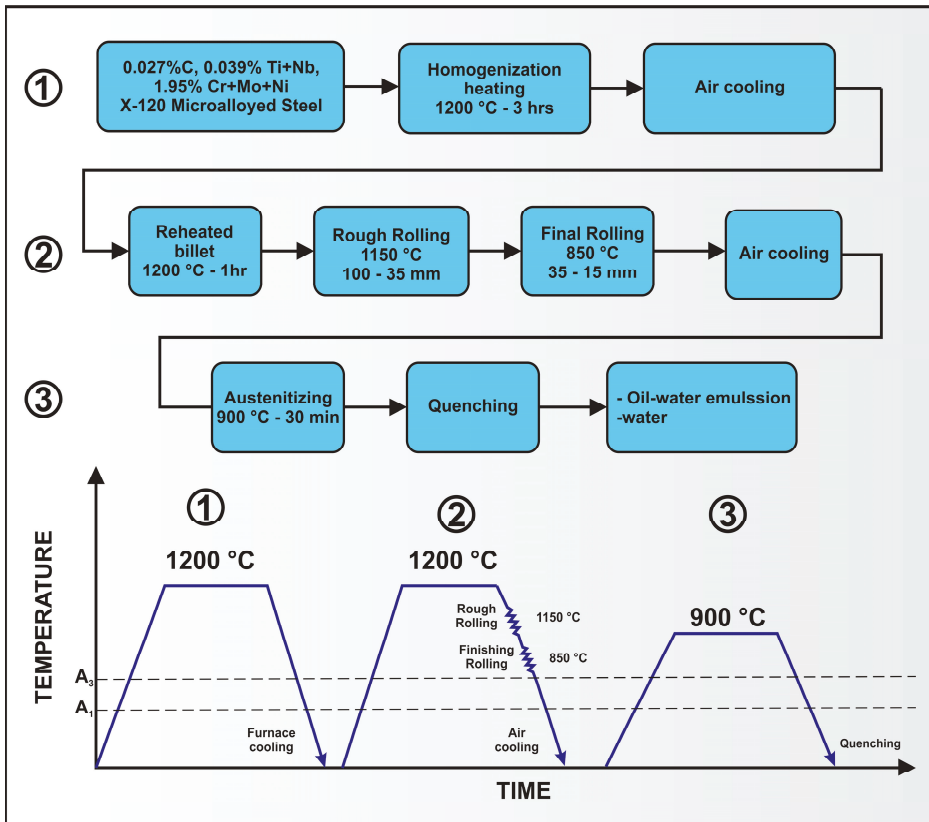 ①
0.027%C, 0.039% Ti+Nb,
1.95% Cr+Mo+Ni
X-120 Microalloyed Steel
Homogenization
heating
1200 °C - 3 hrs
Air cooling
②
Reheated
billet
1200 °C - 1hr
Rough Rolling
1150 °C
100 - 35 mm
Final Rolling
850 °C
35 - 15 mm
Air cooling
③
Austenitizing
900 °C - 30 min
Quenching
- Oil-water emulssion
-water
TEMPERATURE
①
1200 °C
②
1200 °C
③
900 °C
Rough
Rolling
1150 °C
Finishing
Rolling
850 °C
A₃
A₁
Furnace
cooling
Air
cooling
Quenching
TIME